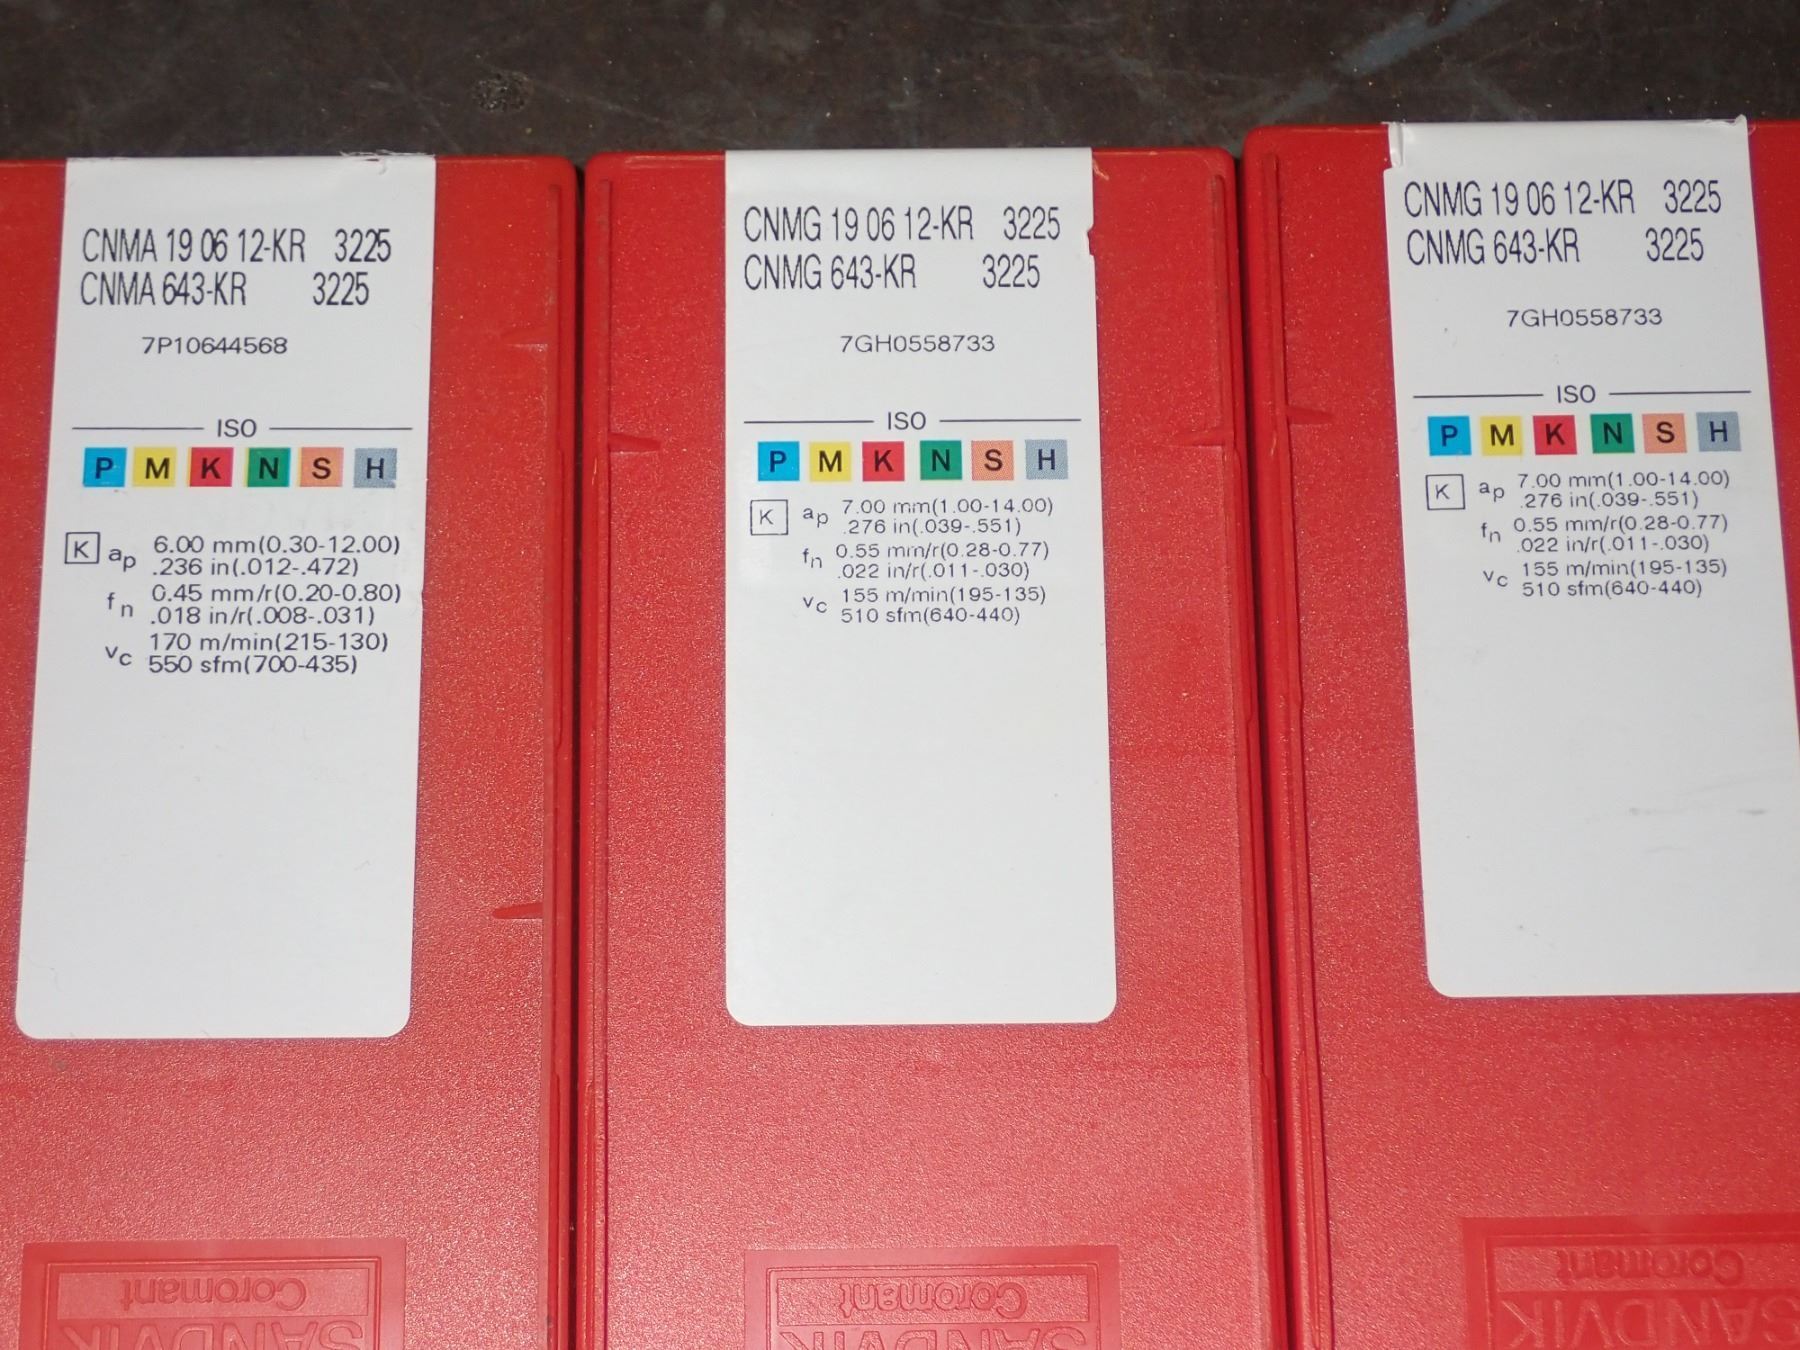 CNMA 19 06 12-KR 3225
CNMA 643-KR 3225
7P10644568
ISO
P M K N S H
K ap 6.00 mm(0.30-12.00)
.236 in(.012-.472)
fn 0.45 mm/r(0.20-0.80)
.018 in/r(.008-.031)
vc 170 m/min(215-130)
550 sfm(700-435)
Coromant
SANDVIK
CNMG 19 06 12-KR 3225
CNMG 643-KR 3225
7GH0558733
ISO
P M K N S H
K ap 7.00 mm(1.00-14.00)
.276 in(.039-.551)
fn 0.55 mm/r(0.28-0.77)
.022 in/r(.011-.030)
vc 155 m/min(195-135)
510 sfm(640-440)
Coromant
SANDVIK
CNMG 19 06 12-KR 3225
CNMG 643-KR 3225
7GH0558733
ISO
P M K N S H
K ap 7.00 mm(1.00-14.00)
.276 in(.039-.551)
fn 0.55 mm/r(0.28-0.77)
.022 in/r(.011-.030)
vc 155 m/min(195-135)
510 sfm(640-440)
Coromant
SANDVIK